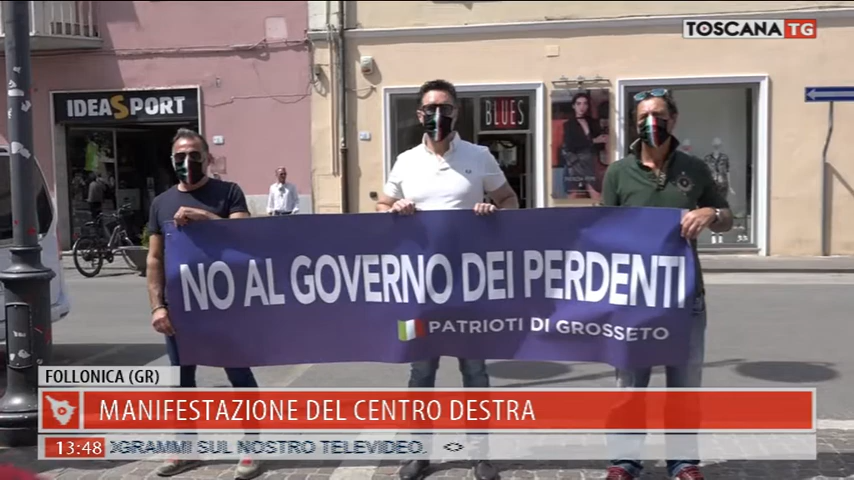 TOSCANA TG
IDEASPORT
BLUES
NO AL GOVERNO DEI PERDENTI
PATRIOTI DI GROSSETO
FOLLONICA (GR)
MANIFESTAZIONE DEL CENTRO DESTRA
13:48 OGRAMMI SUL NOSTRO TELEVIDEO.